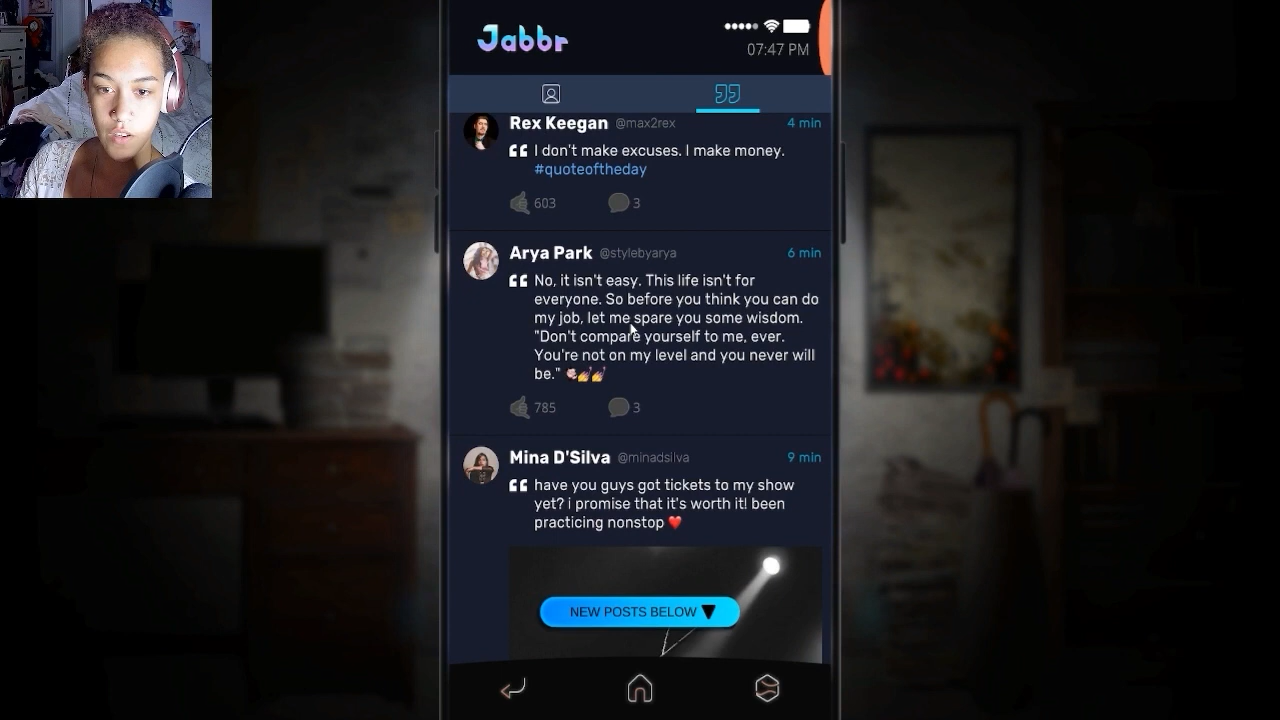 Jabbr
07:47 PM
Rex Keegan @max2rex 4 min
I don't make excuses. I make money.
#quoteoftheday
603 3
Arya Park @stylebyarya 6 min
No, it isn't easy. This life isn't for
everyone. So before you think you can do
my job, let me spare you some wisdom.
"Don't compare yourself to me, ever.
You're not on my level and you never will
be."
785 3
Mina D'Silva @minadsilva 9 min
have you guys got tickets to my show
yet? i promise that it's worth it! been
practicing nonstop ❤️
NEW POSTS BELOW ▼